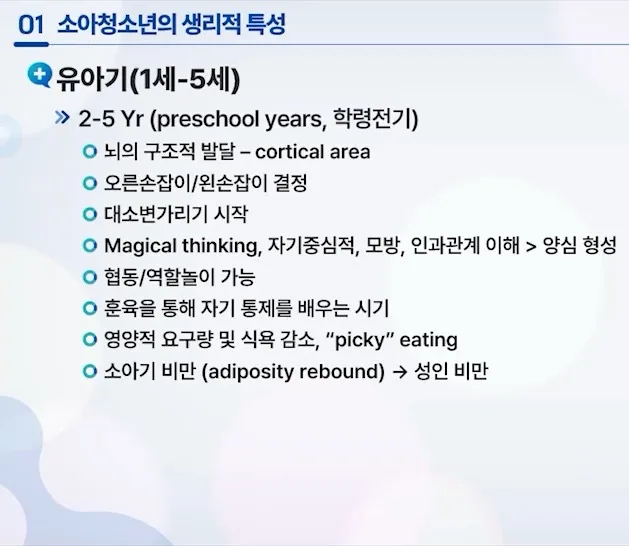 01 소아청소년의 생리적 특성
유아기(1세-5세)
2-5 Yr (preschool years, 학령전기)
뇌의 구조적 발달 – cortical area
오른손잡이/왼손잡이 결정
대소변가리기 시작
Magical thinking, 자기중심적, 모방, 인과관계 이해 > 양심 형성
협동/역할놀이 가능
훈육을 통해 자기 통제를 배우는 시기
영양적 요구량 및 식욕 감소, “picky” eating
소아기 비만 (adiposity rebound) → 성인 비만